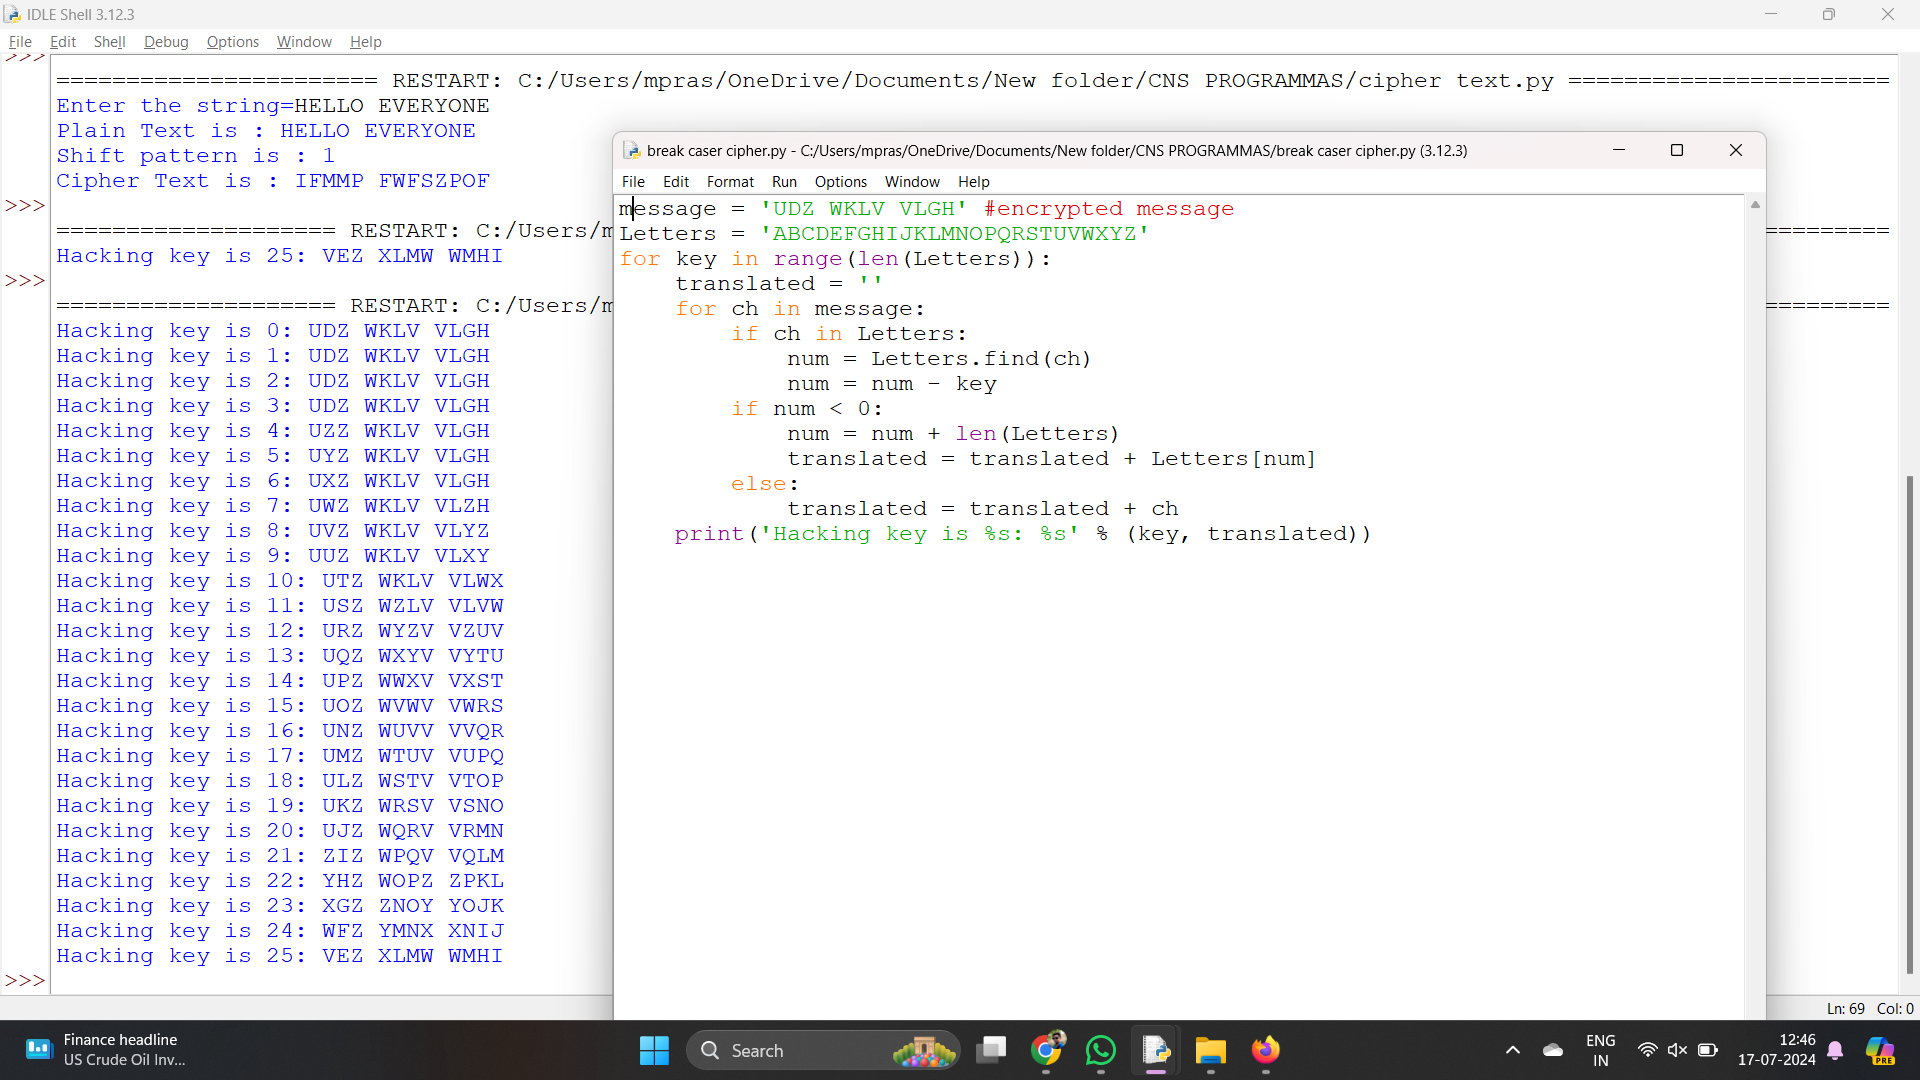 IDLE Shell 3.12.3
File Edit Shell Debug Options Window Help
>>>
======================= RESTART: C:/Users/mpras/OneDrive/Documents/New folder/CNS PROGRAMMAS/cipher text.py =======================
Enter the string=HELLO EVERYONE
Plain Text is : HELLO EVERYONE
Shift pattern is : 1
Cipher Text is : IFMMP FWFSZPOF
>>>
==================== RESTART: C:/Users/m
=========
Hacking key is 25: VEZ XLMW WMHI
>>>
==================== RESTART: C:/Users/m
=========
Hacking key is 0: UDZ WKLV VLGH
Hacking key is 1: UDZ WKLV VLGH
Hacking key is 2: UDZ WKLV VLGH
Hacking key is 3: UDZ WKLV VLGH
Hacking key is 4: UZZ WKLV VLGH
Hacking key is 5: UYZ WKLV VLGH
Hacking key is 6: UXZ WKLV VLGH
Hacking key is 7: UWZ WKLV VLZH
Hacking key is 8: UVZ WKLV VLYZ
Hacking key is 9: UUZ WKLV VLXY
Hacking key is 10: UTZ WKLV VLWX
Hacking key is 11: USZ WZLV VLVW
Hacking key is 12: URZ WYZV VZUV
Hacking key is 13: UQZ WXYV VYTU
Hacking key is 14: UPZ WWXV VXST
Hacking key is 15: UOZ WVWV VWRS
Hacking key is 16: UNZ WUVV VVQR
Hacking key is 17: UMZ WTUV VUPQ
Hacking key is 18: ULZ WSTV VTOP
Hacking key is 19: UKZ WRSV VSNO
Hacking key is 20: UJZ WQRV VRMN
Hacking key is 21: ZIZ WPQV VQLM
Hacking key is 22: YHZ WOPZ ZPKL
Hacking key is 23: XGZ ZNOY YOJK
Hacking key is 24: WFZ YMNX XNIJ
Hacking key is 25: VEZ XLMW WMHI
>>>
break caser cipher.py - C:/Users/mpras/OneDrive/Documents/New folder/CNS PROGRAMMAS/break caser cipher.py (3.12.3)
File Edit Format Run Options Window Help
message = 'UDZ WKLV VLGH' #encrypted message
Letters = 'ABCDEFGHIJKLMNOPQRSTUVWXYZ'
for key in range(len(Letters)):
    translated = ''
    for ch in message:
        if ch in Letters:
            num = Letters.find(ch)
            num = num - key
        if num < 0:
            num = num + len(Letters)
            translated = translated + Letters[num]
        else:
            translated = translated + ch
    print('Hacking key is %s: %s' % (key, translated))
Ln: 69 Col: 0
Finance headline
US Crude Oil Inv...
Search
ENG
IN
12:46
17-07-2024
PRE